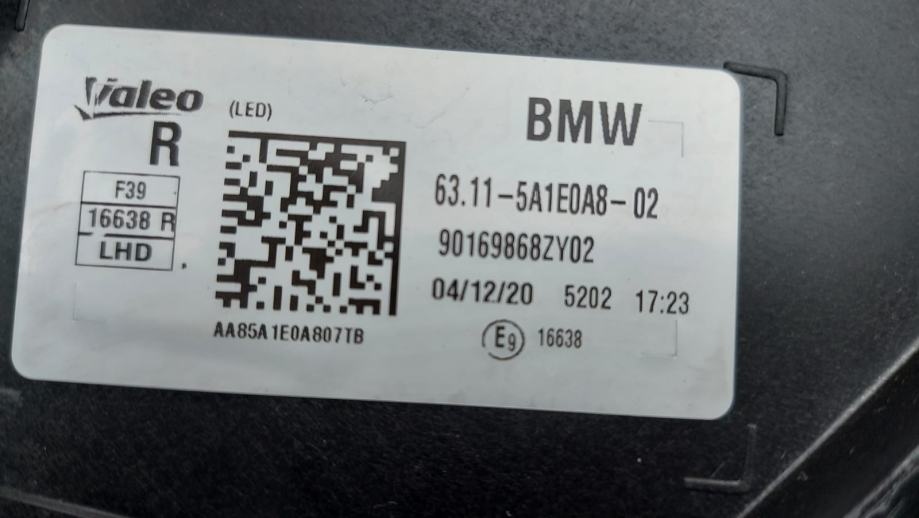 Valeo (LED)
R
F39
16638 R
LHD
AA85A1E0A807TB
BMW
63.11-5A1E0A8-02
90169868ZY02
04/12/20 5202 17:23
E9 16638